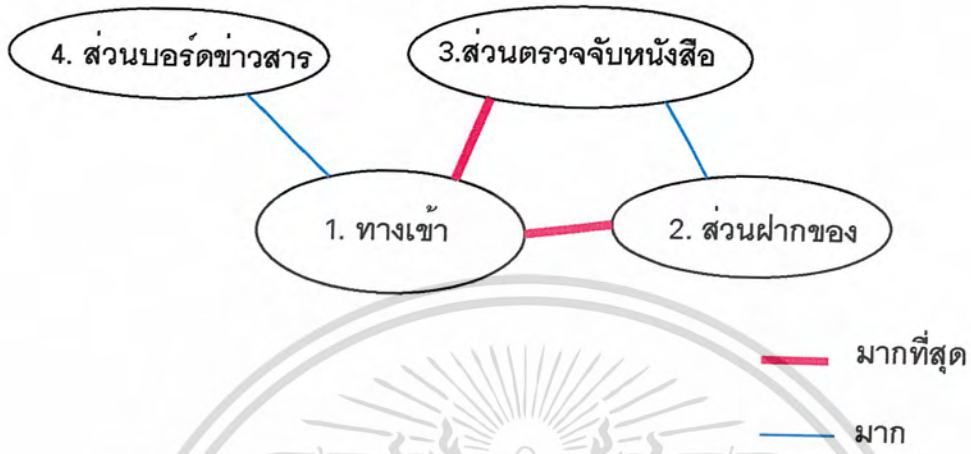 4. ส่วนบอร์ดข่าวสาร
3.ส่วนตรวจจับหนังสือ
1. ทางเข้า
2. ส่วนฝากของ
มากที่สุด
มาก